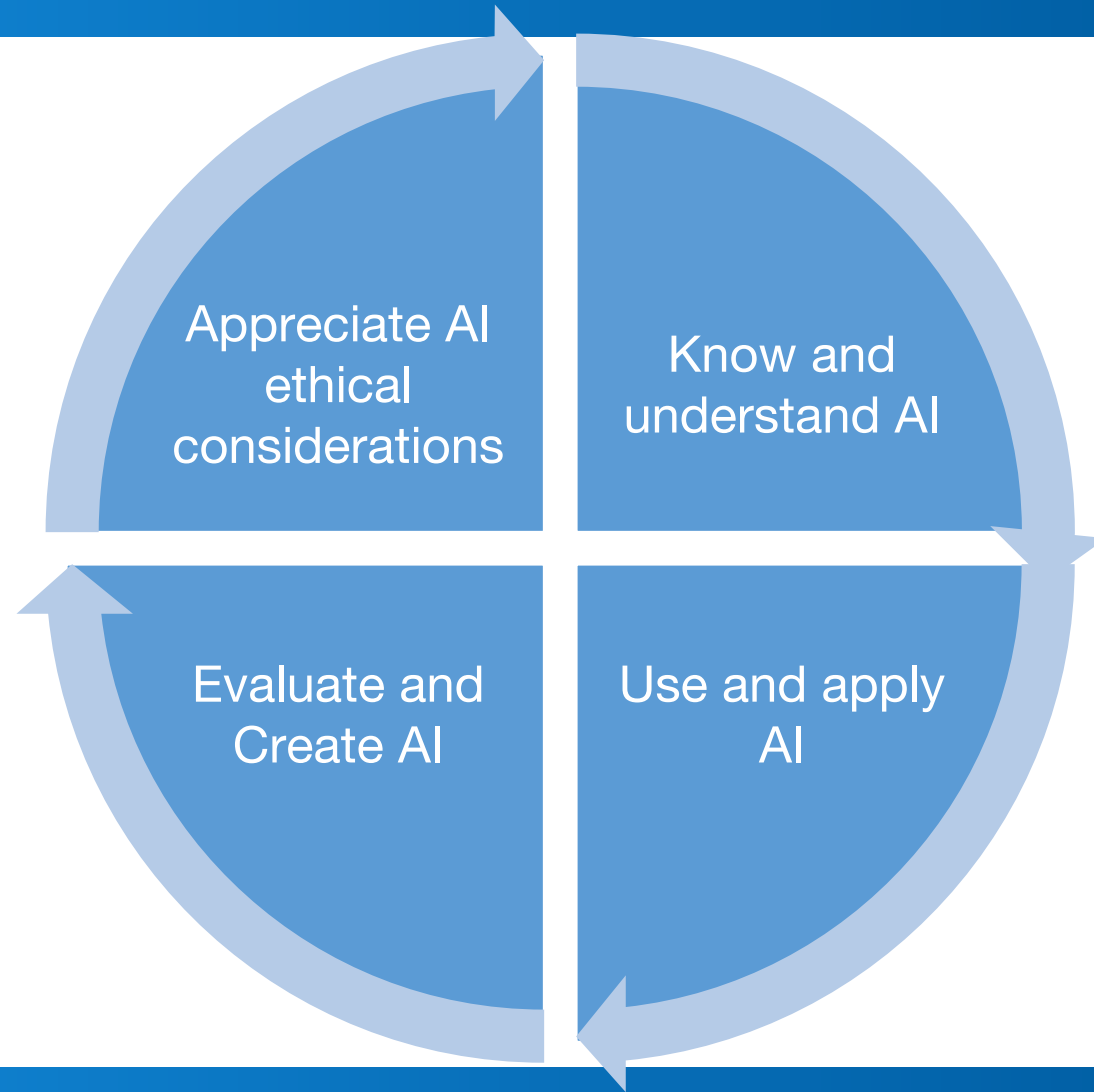 Appreciate AI
ethical
considerations
Know and
understand AI
Evaluate and
Create AI
Use and apply
AI